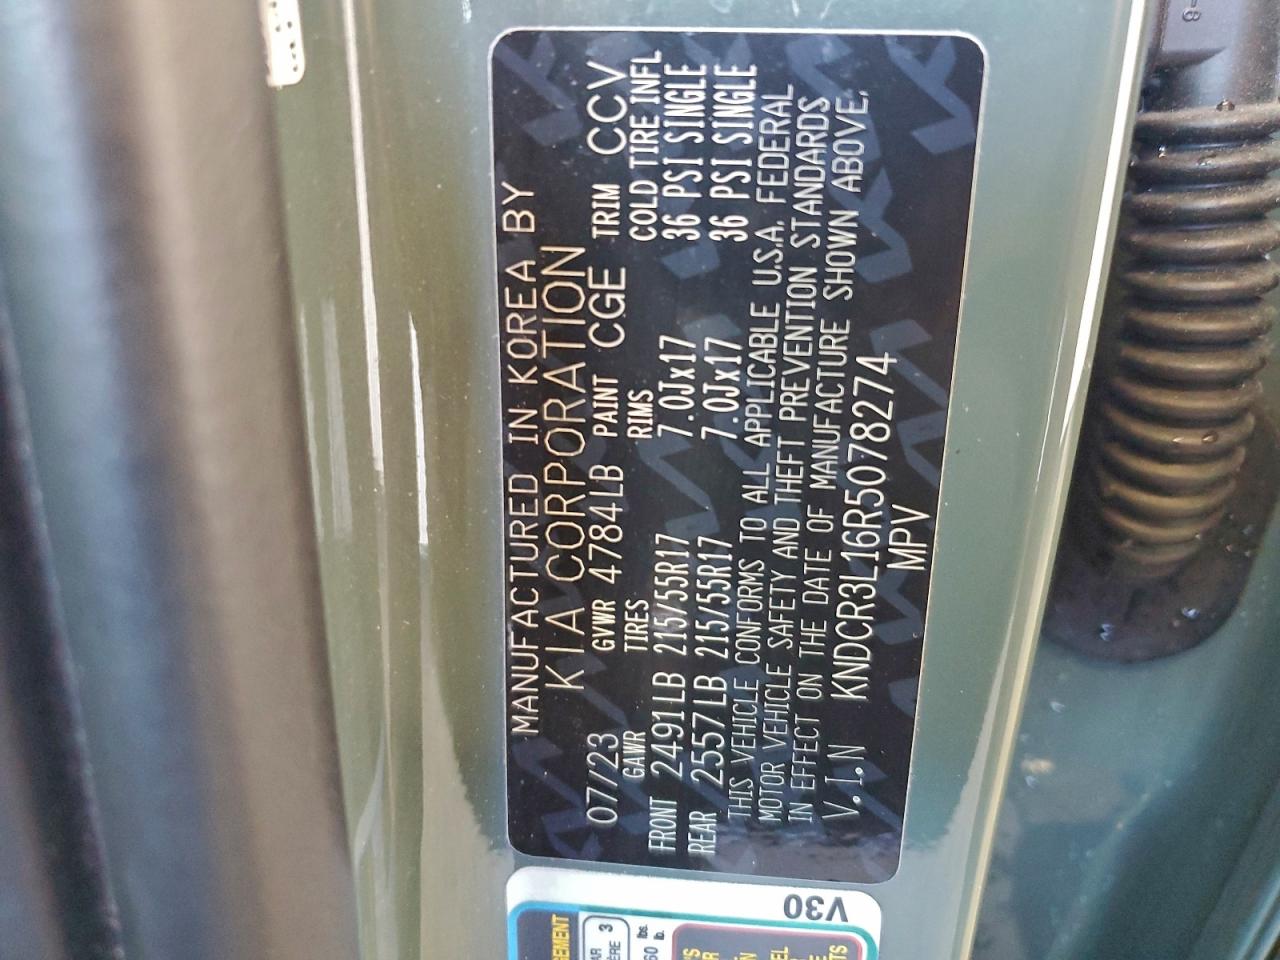 MANUFACTURED IN KOREA BY
KIA CORPORATION
07/23 GVWR 4784LB PAINT CGE TRIM CCV
GAWR TIRES RIMS COLD TIRE INFL
FRONT 2491LB 215/55R17 7.0Jx17 36 PSI SINGLE
REAR 2557LB 215/55R17 7.0Jx17 36 PSI SINGLE
THIS VEHICLE CONFORMS TO ALL APPLICABLE U.S.A. FEDERAL
MOTOR VEHICLE SAFETY AND THEFT PREVENTION STANDARDS
IN EFFECT ON THE DATE OF MANUFACTURE SHOWN ABOVE.
V.I.N KNDCR3L16R5078274
MPV
V30
3
lbs.
lb.